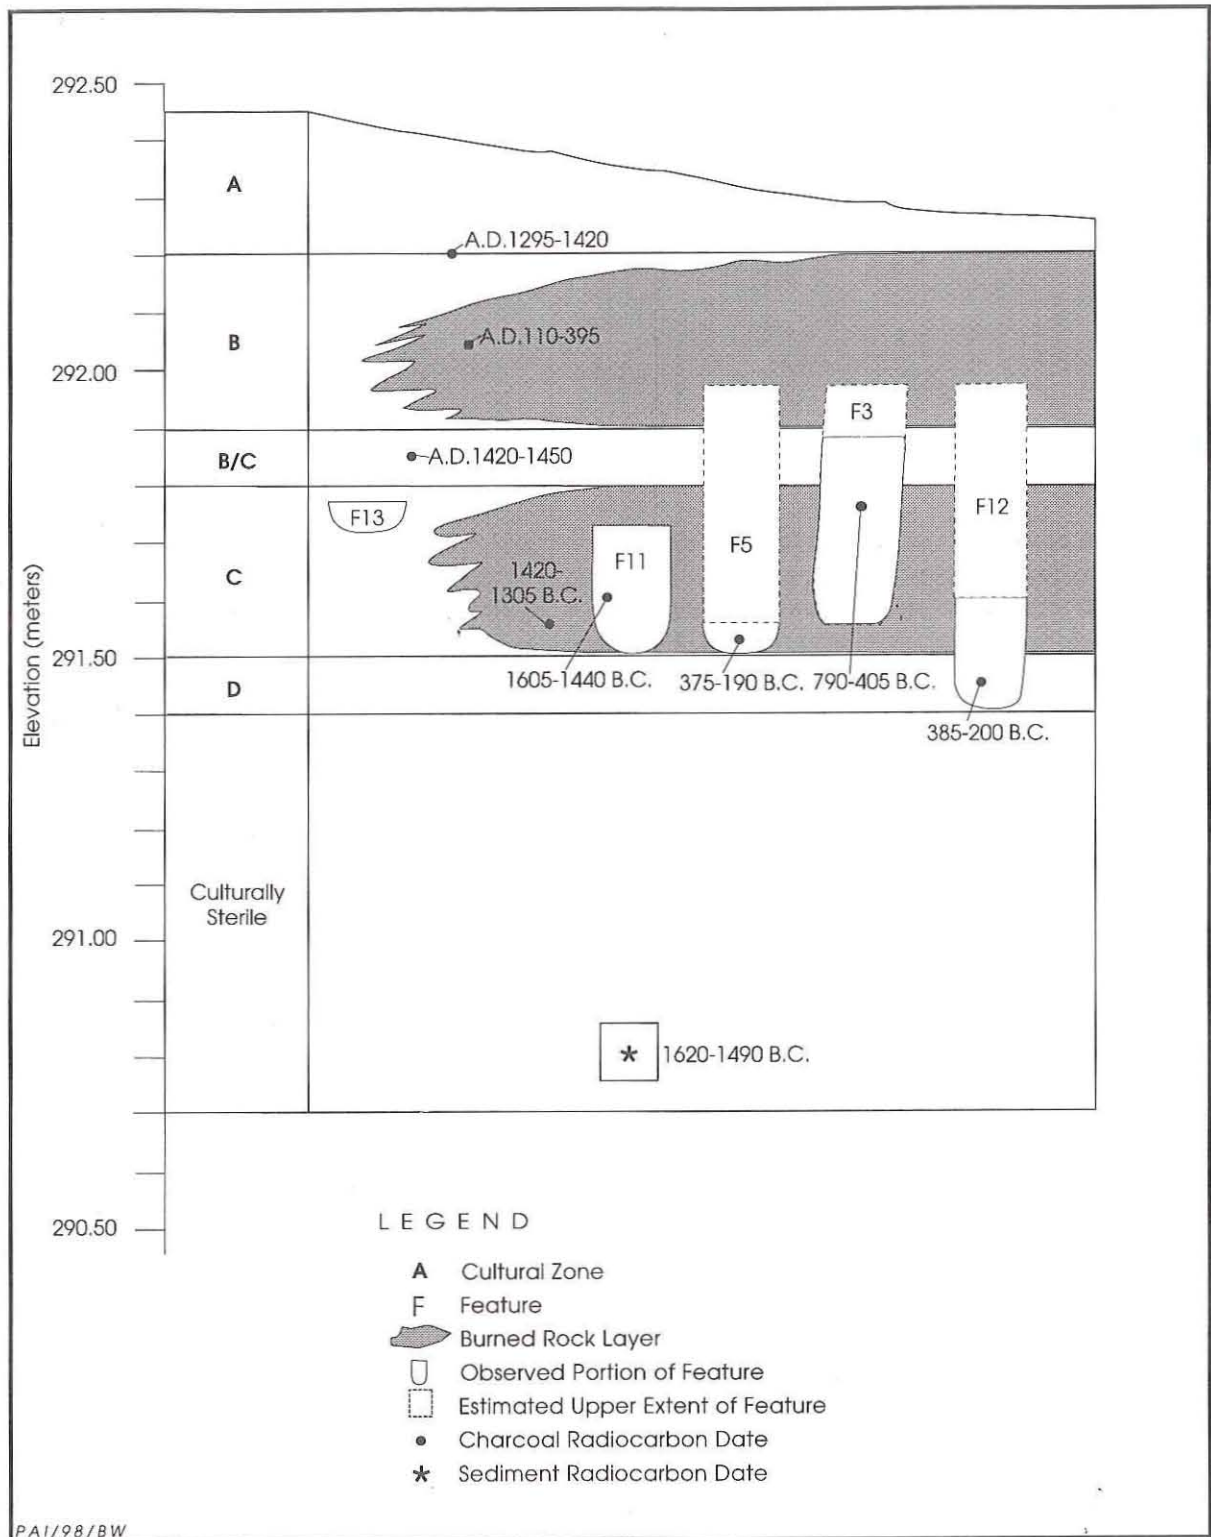 292.50
A
A.D.1295-1420
B
A.D.110-395
292.00
F3
B/C
A.D.1420-1450
F13
F12
F5
F11
C
1420-
1305 B.C.
Elevation (meters)
291.50
D
1605-1440 B.C.
375-190 B.C.
790-405 B.C.
385-200 B.C.
Culturally
Sterile
291.00
* 1620-1490 B.C.
290.50
LEGEND
A Cultural Zone
F Feature
Burned Rock Layer
Observed Portion of Feature
Estimated Upper Extent of Feature
Charcoal Radiocarbon Date
* Sediment Radiocarbon Date
PAI/98/BW